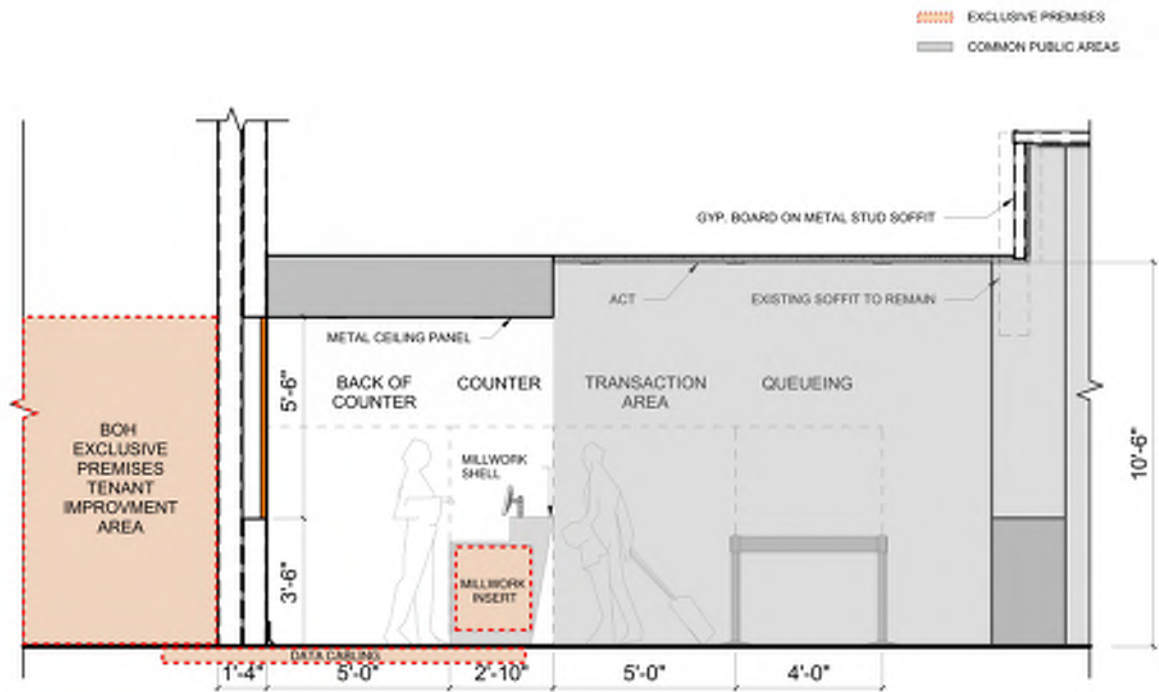 EXCLUSIVE PREMISES
COMMON PUBLIC AREAS
GYP. BOARD ON METAL STUD SOFFIT
ACT
EXISTING SOFFIT TO REMAIN
METAL CEILING PANEL
5'-6"
BACK OF
COUNTER
COUNTER
TRANSACTION
AREA
QUEUEING
BOH
EXCLUSIVE
PREMISES
TENANT
IMPROVMENT
AREA
MILLWORK
SHELL
10'-6"
3'-6"
MILLWORK
INSERT
DATA CABLING
1'-4"
5'-0"
2'-10"
5'-0"
4'-0"